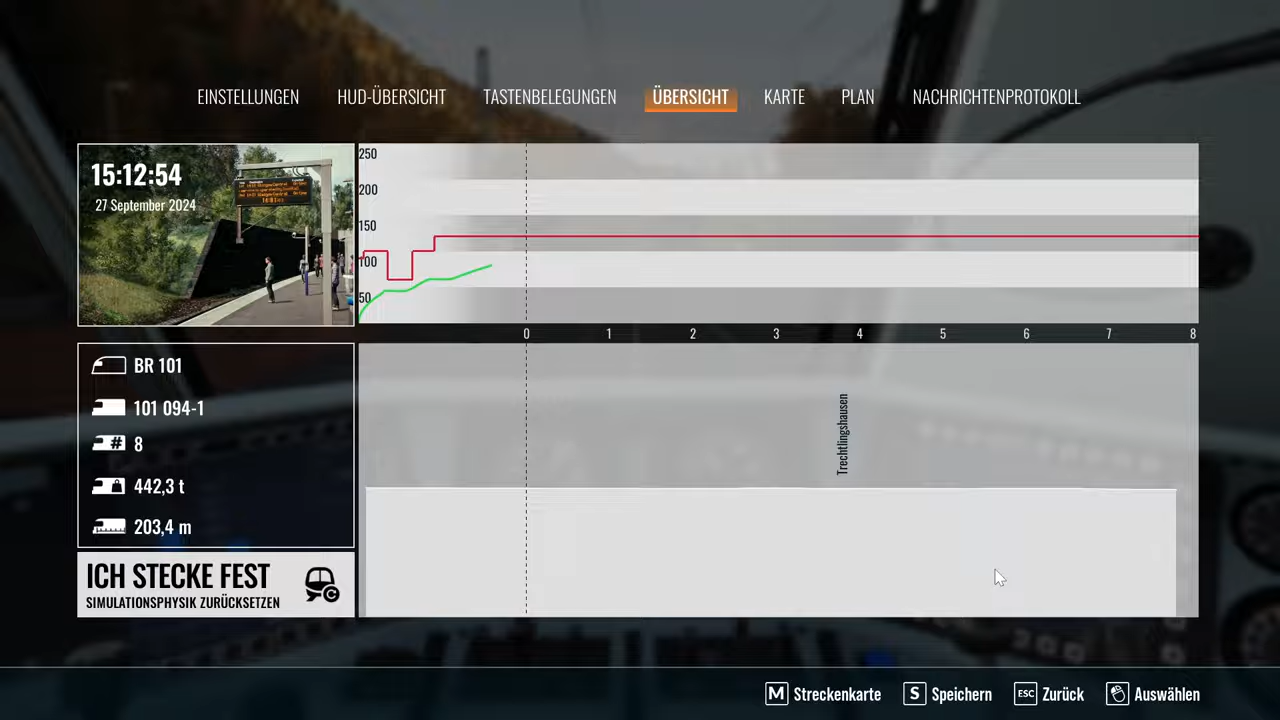 EINSTELLUNGEN
HUD-ÜBERSICHT
TASTENBELEGUNGEN
ÜBERSICHT
KARTE
PLAN
NACHRICHTENPROTOKOLL
15:12:54
27 September 2024
250
200
150
100
50
0
1
2
3
4
5
6
7
8
BR 101
101 094-1
# 8
442,3 t
203,4 m
Trechtlingshausen
ICH STECKE FEST
SIMULATIONSPHYSIK ZURÜCKSETZEN
M Streckenkarte
S Speichern
ESC Zurück
Auswählen